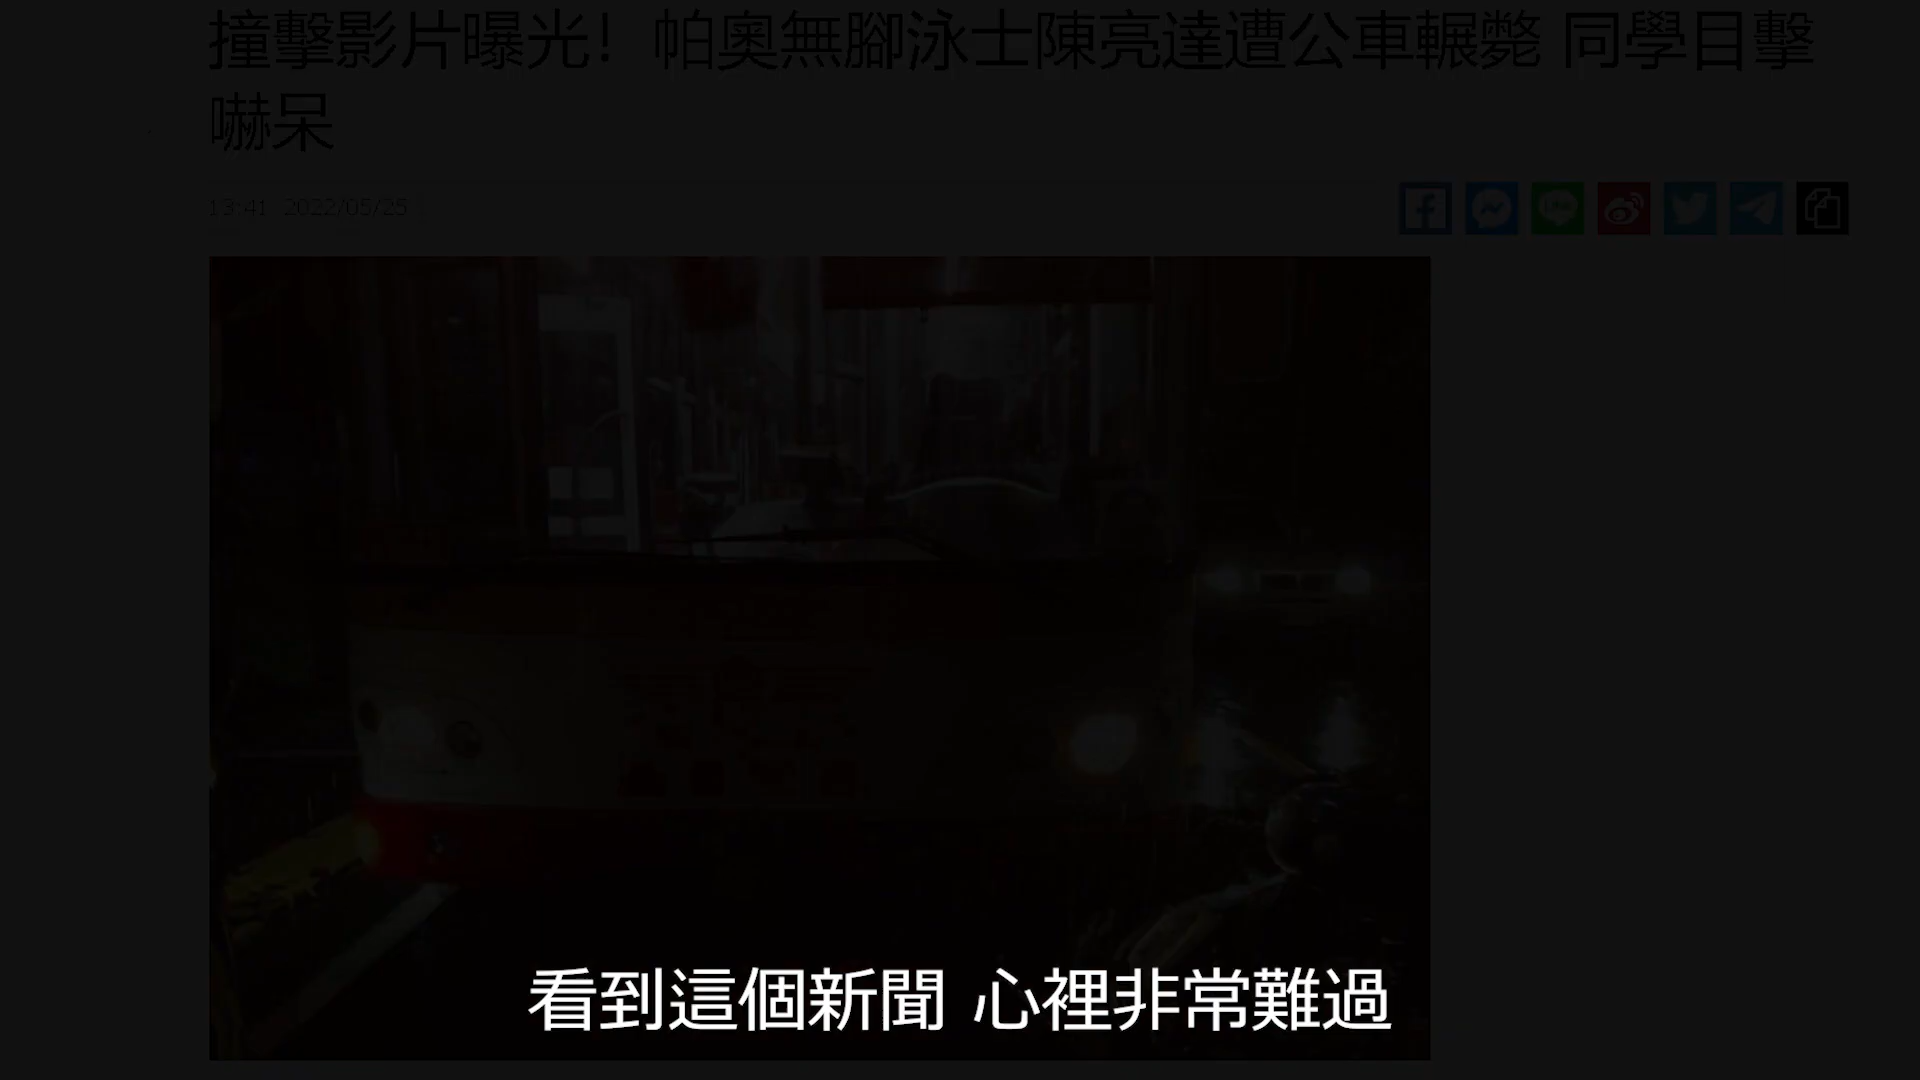 撞擊影片曝光！帕奧無腳泳士陳亮達遭公車輾斃 同學目擊
嚇呆
13:41 2022/05/25
看到這個新聞 心裡非常難過